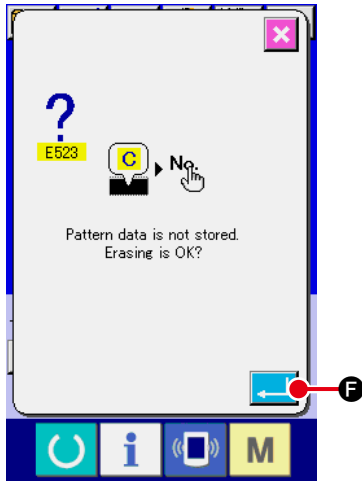 ?
E523
C
No.
Pattern data is not stored.
Erasing is OK?
F
i
M